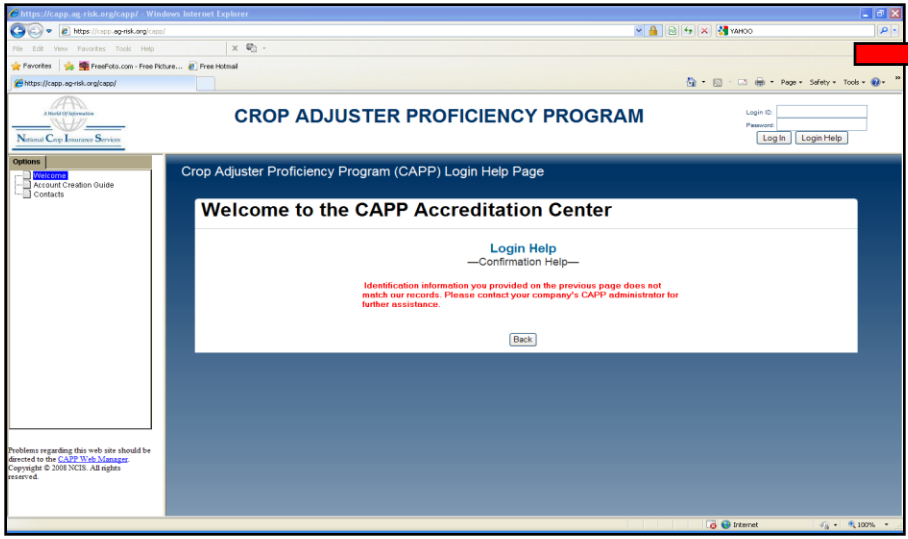 https://capp.ag-risk.org/capp/ - Windows Internet Explorer
https://capp.ag-risk.org/capp/
YAHOO
File Edit View Favorites Tools Help
Favorites FreeFoto.com - Free Picture... Free Hotmail
https://capp.ag-risk.org/capp/
Page Safety Tools
A World Of Information
National Crop Insurance Services
CROP ADJUSTER PROFICIENCY PROGRAM
Login ID:
Password:
Log In Login Help
Options
Welcome
Account Creation Guide
Contacts
Crop Adjuster Proficiency Program (CAPP) Login Help Page
Welcome to the CAPP Accreditation Center
Login Help
—Confirmation Help—
Identification information you provided on the previous page does not
match our records. Please contact your company's CAPP administrator for
further assistance.
Back
Problems regarding this web site should be
directed to the CAPP Web Manager.
Copyright © 2008 NCIS. All rights
reserved.
Internet
100%